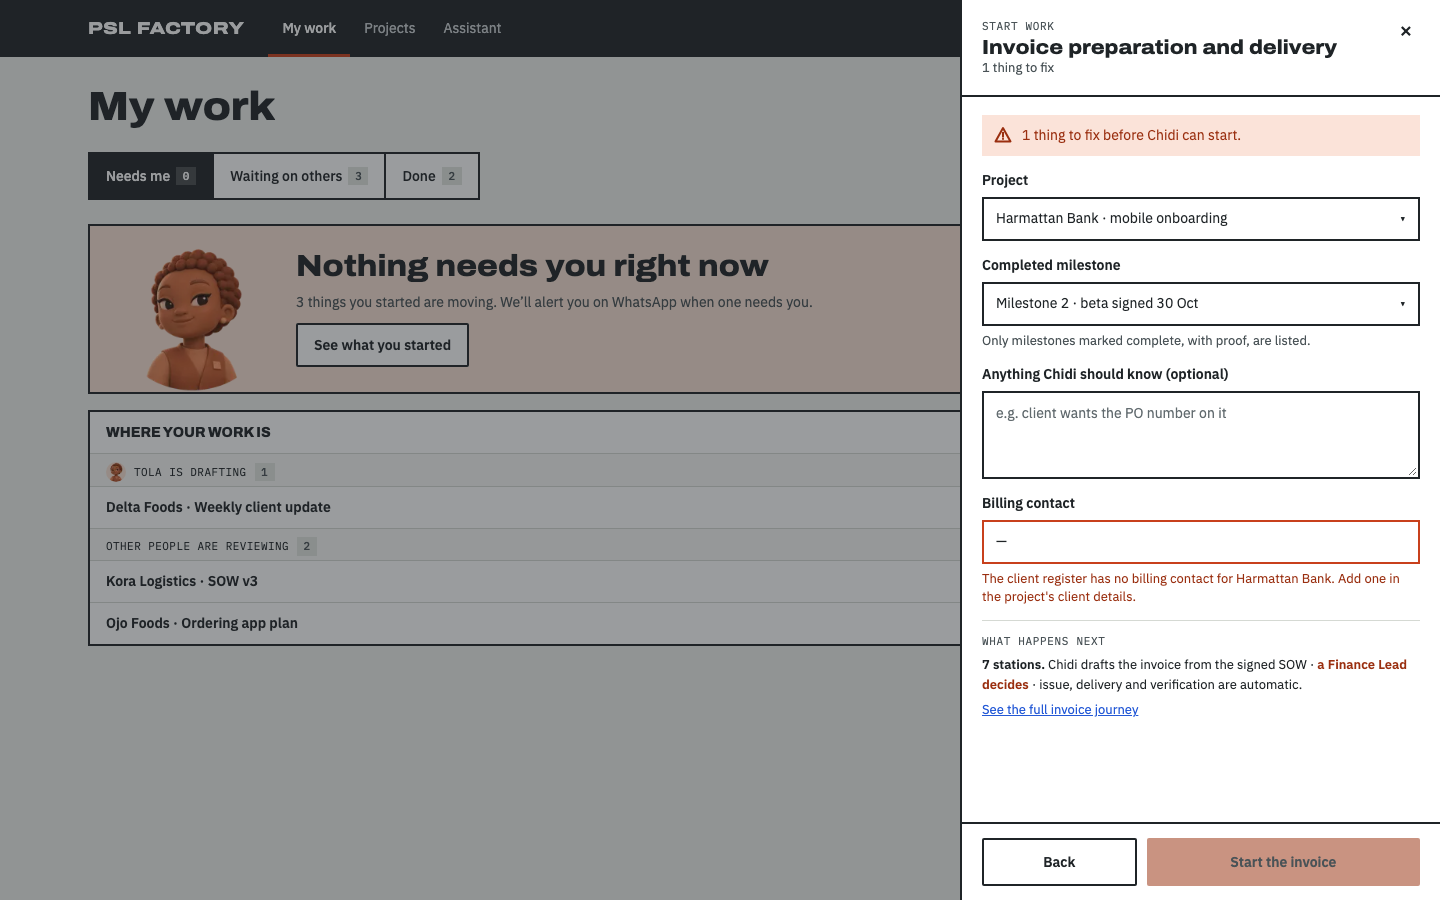 PSL FACTORY
My work
Projects
Assistant
My work
Needs me 0
Waiting on others 3
Done 2
Nothing needs you right now
3 things you started are moving. We'll alert you on WhatsApp when one needs you.
See what you started
WHERE YOUR WORK IS
TOLA IS DRAFTING 1
Delta Foods · Weekly client update
OTHER PEOPLE ARE REVIEWING 2
Kora Logistics · SOW v3
Ojo Foods · Ordering app plan
START WORK
Invoice preparation and delivery
1 thing to fix
1 thing to fix before Chidi can start.
Project
Harmattan Bank · mobile onboarding
Completed milestone
Milestone 2 · beta signed 30 Oct
Only milestones marked complete, with proof, are listed.
Anything Chidi should know (optional)
e.g. client wants the PO number on it
Billing contact
—
The client register has no billing contact for Harmattan Bank. Add one in
the project's client details.
WHAT HAPPENS NEXT
7 stations. Chidi drafts the invoice from the signed SOW · a Finance Lead
decides · issue, delivery and verification are automatic.
See the full invoice journey
Back
Start the invoice